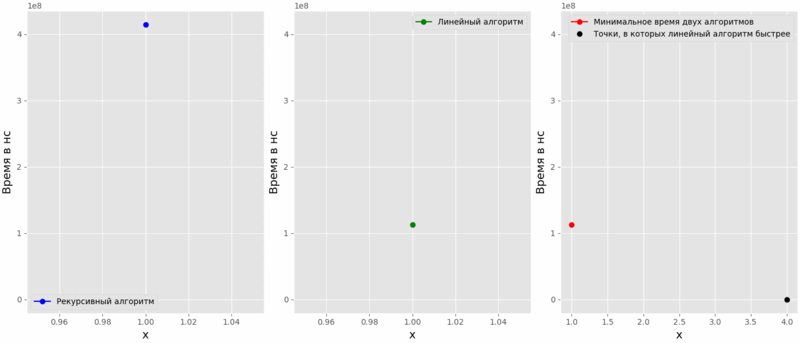 1e8
4
3
2
1
0
Время в нс
0.96 0.98 1.00 1.02 1.04
x
Рекурсивный алгоритм
1e8
4
3
2
1
0
Время в нс
0.96 0.98 1.00 1.02 1.04
x
Линейный алгоритм
1e8
4
3
2
1
0
Время в нс
1.0 1.5 2.0 2.5 3.0 3.5 4.0
x
Минимальное время двух алгоритмов
Точки, в которых линейный алгоритм быстрее